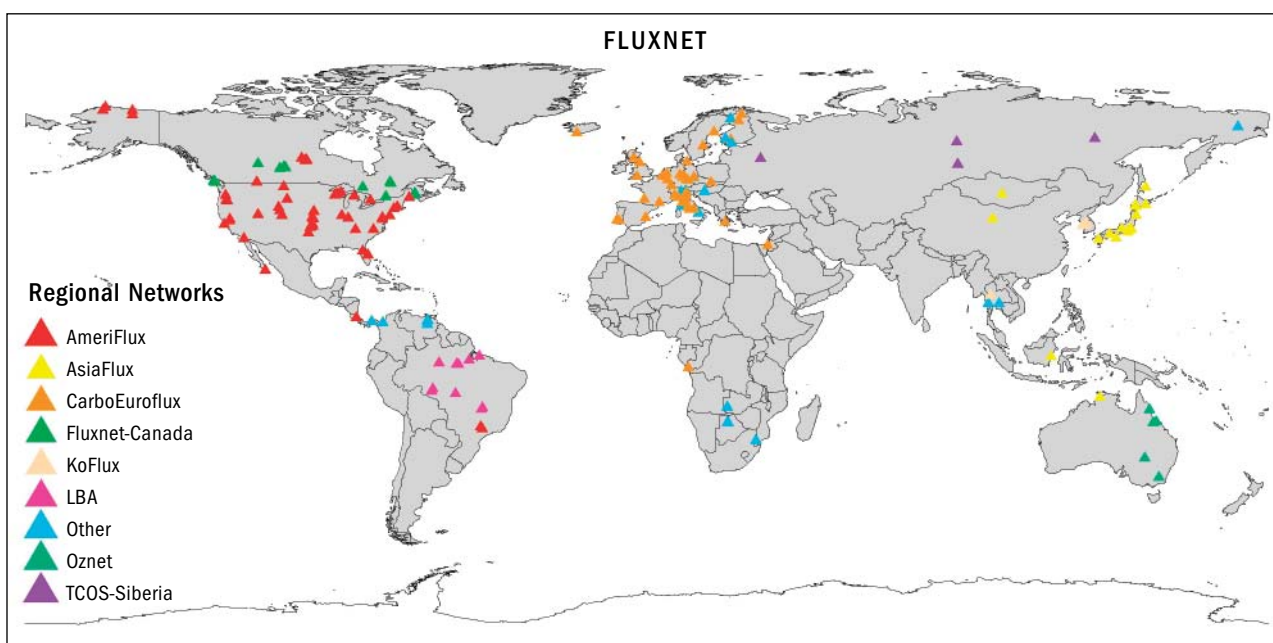 FLUXNET
Regional Networks
AmeriFlux
AsiaFlux
CarboEuroflux
Fluxnet-Canada
KoFlux
LBA
Other
Oznet
TCOS-Siberia